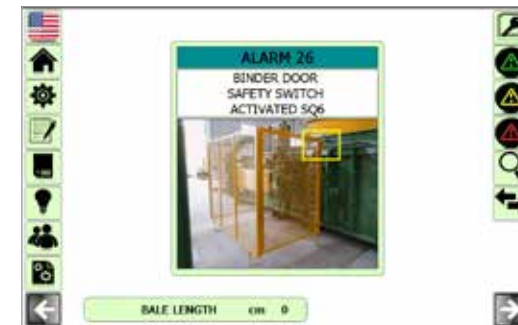 ALARM 26
BINDER DOOR
SAFETY SWITCH
ACTIVATED SQ6
BALE LENGTH cm 0